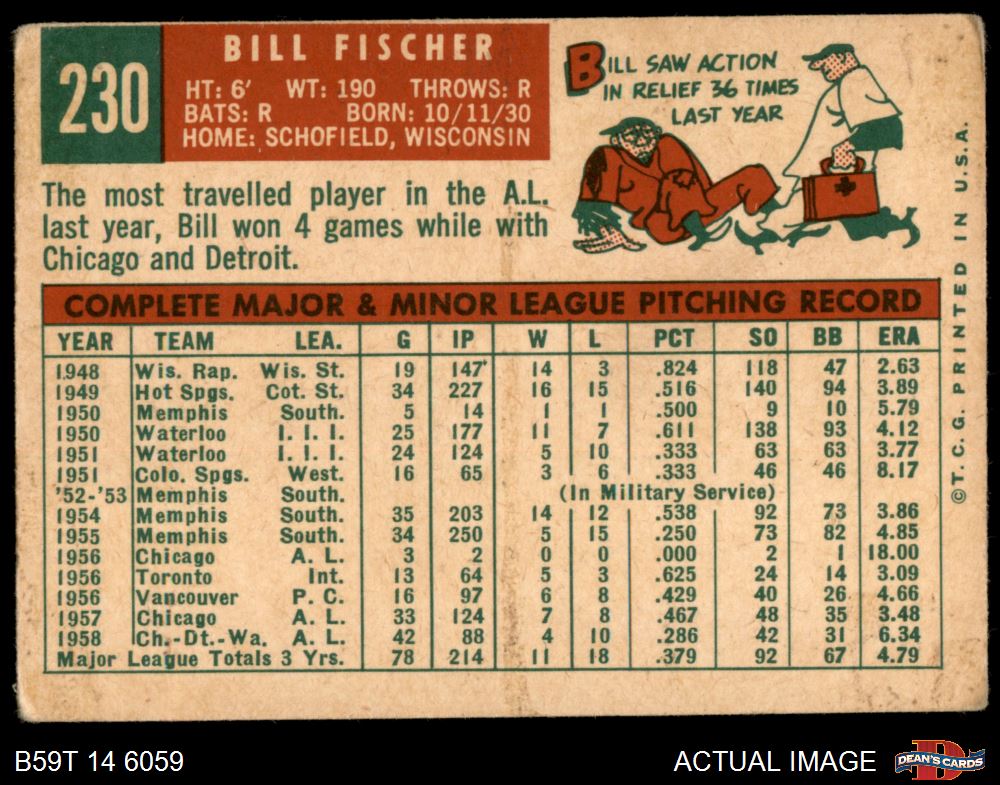 230
BILL FISCHER
HT: 6' WT: 190 THROWS: R
BATS: R BORN: 10/11/30
HOME: SCHOFIELD, WISCONSIN
BILL SAW ACTION
IN RELIEF 36 TIMES
LAST YEAR
The most travelled player in the A.L.
last year, Bill won 4 games while with
Chicago and Detroit.
COMPLETE MAJOR & MINOR LEAGUE PITCHING RECORD
YEAR TEAM LEA. G IP W L PCT SO BB ERA
1948 Wis. Rap. Wis. St. 19 147 14 3 .824 118 47 2.63
1949 Hot Spgs. Cot. St. 34 227 16 15 .516 140 94 3.89
1950 Memphis South. 5 14 1 1 .500 9 10 5.79
1950 Waterloo I. I. I. 25 177 11 7 .611 138 93 4.12
1951 Waterloo I. I. I. 24 124 5 10 .333 63 63 3.77
1951 Colo. Spgs. West. 16 65 3 6 .333 46 46 8.17
'52-'53 Memphis South. (In Military Service)
1954 Memphis South. 35 203 14 12 .538 92 73 3.86
1955 Memphis South. 34 250 5 15 .250 73 82 4.85
1956 Chicago A. L. 3 2 0 0 .000 2 1 18.00
1956 Toronto Int. 13 64 5 3 .625 24 14 3.09
1956 Vancouver P. C. 16 97 6 8 .429 40 26 4.66
1957 Chicago A. L. 33 124 7 8 .467 48 35 3.48
1958 Ch.-Dt.-Wa. A. L. 42 88 4 10 .286 42 31 6.34
Major League Totals 3 Yrs. 78 214 11 18 .379 92 67 4.79
© T. C. G. PRINTED IN U.S.A.
B59T 14 6059
ACTUAL IMAGE
DEAN'S CARDS